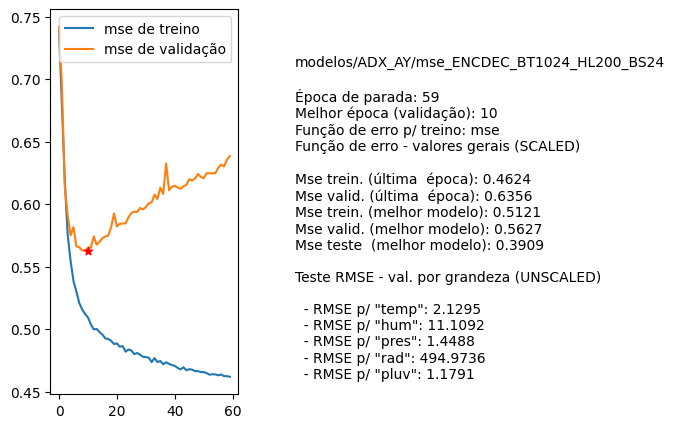 0.75
0.70
0.65
0.60
0.55
0.50
0.45
0
20
40
60
mse de treino
mse de validação
modelos/ADX_AY/mse_ENCDEC_BT1024_HL200_BS24
Época de parada: 59
Melhor época (validação): 10
Função de erro p/ treino: mse
Função de erro - valores gerais (SCALED)
Mse trein. (última  época): 0.4624
Mse valid. (última  época): 0.6356
Mse trein. (melhor modelo): 0.5121
Mse valid. (melhor modelo): 0.5627
Mse teste  (melhor modelo): 0.3909
Teste RMSE - val. por grandeza (UNSCALED)
- RMSE p/ "temp": 2.1295
- RMSE p/ "hum": 11.1092
- RMSE p/ "pres": 1.4488
- RMSE p/ "rad": 494.9736
- RMSE p/ "pluv": 1.1791